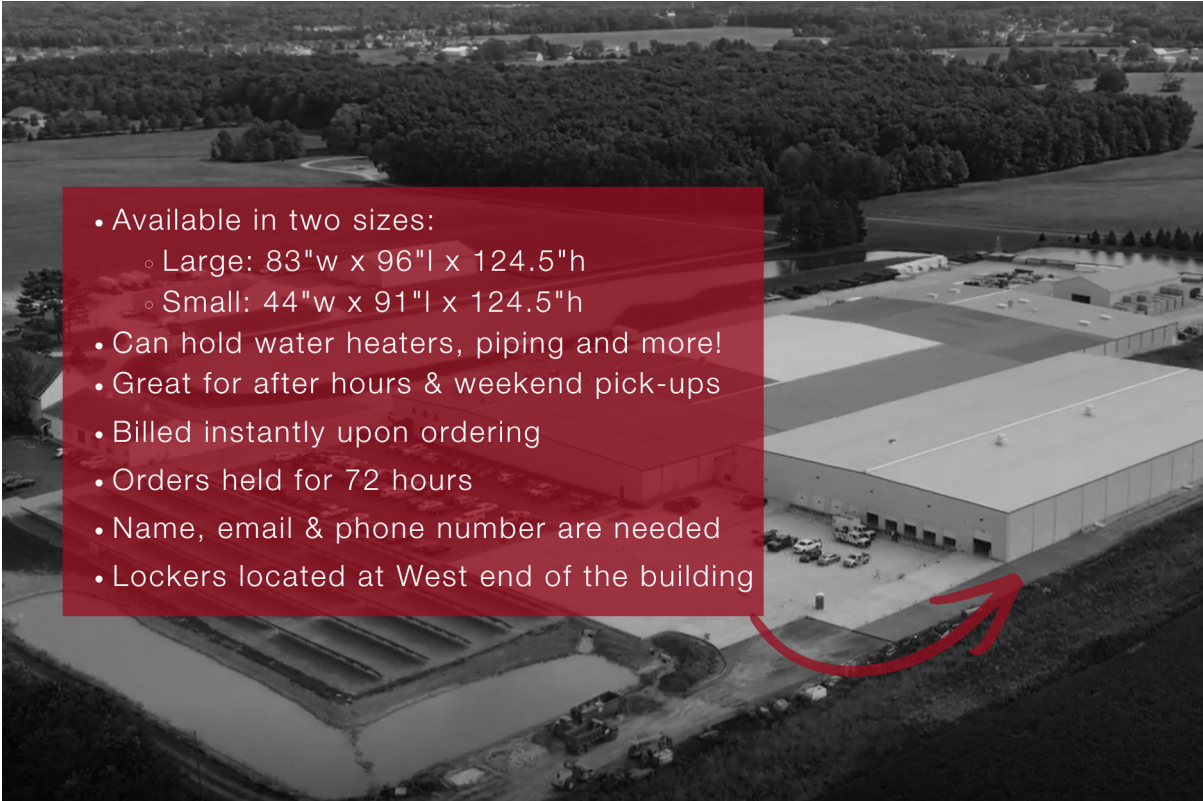 • Available in two sizes:
◦ Large: 83"w x 96"l x 124.5"h
◦ Small: 44"w x 91"l x 124.5"h
• Can hold water heaters, piping and more!
• Great for after hours & weekend pick-ups
• Billed instantly upon ordering
• Orders held for 72 hours
• Name, email & phone number are needed
• Lockers located at West end of the building